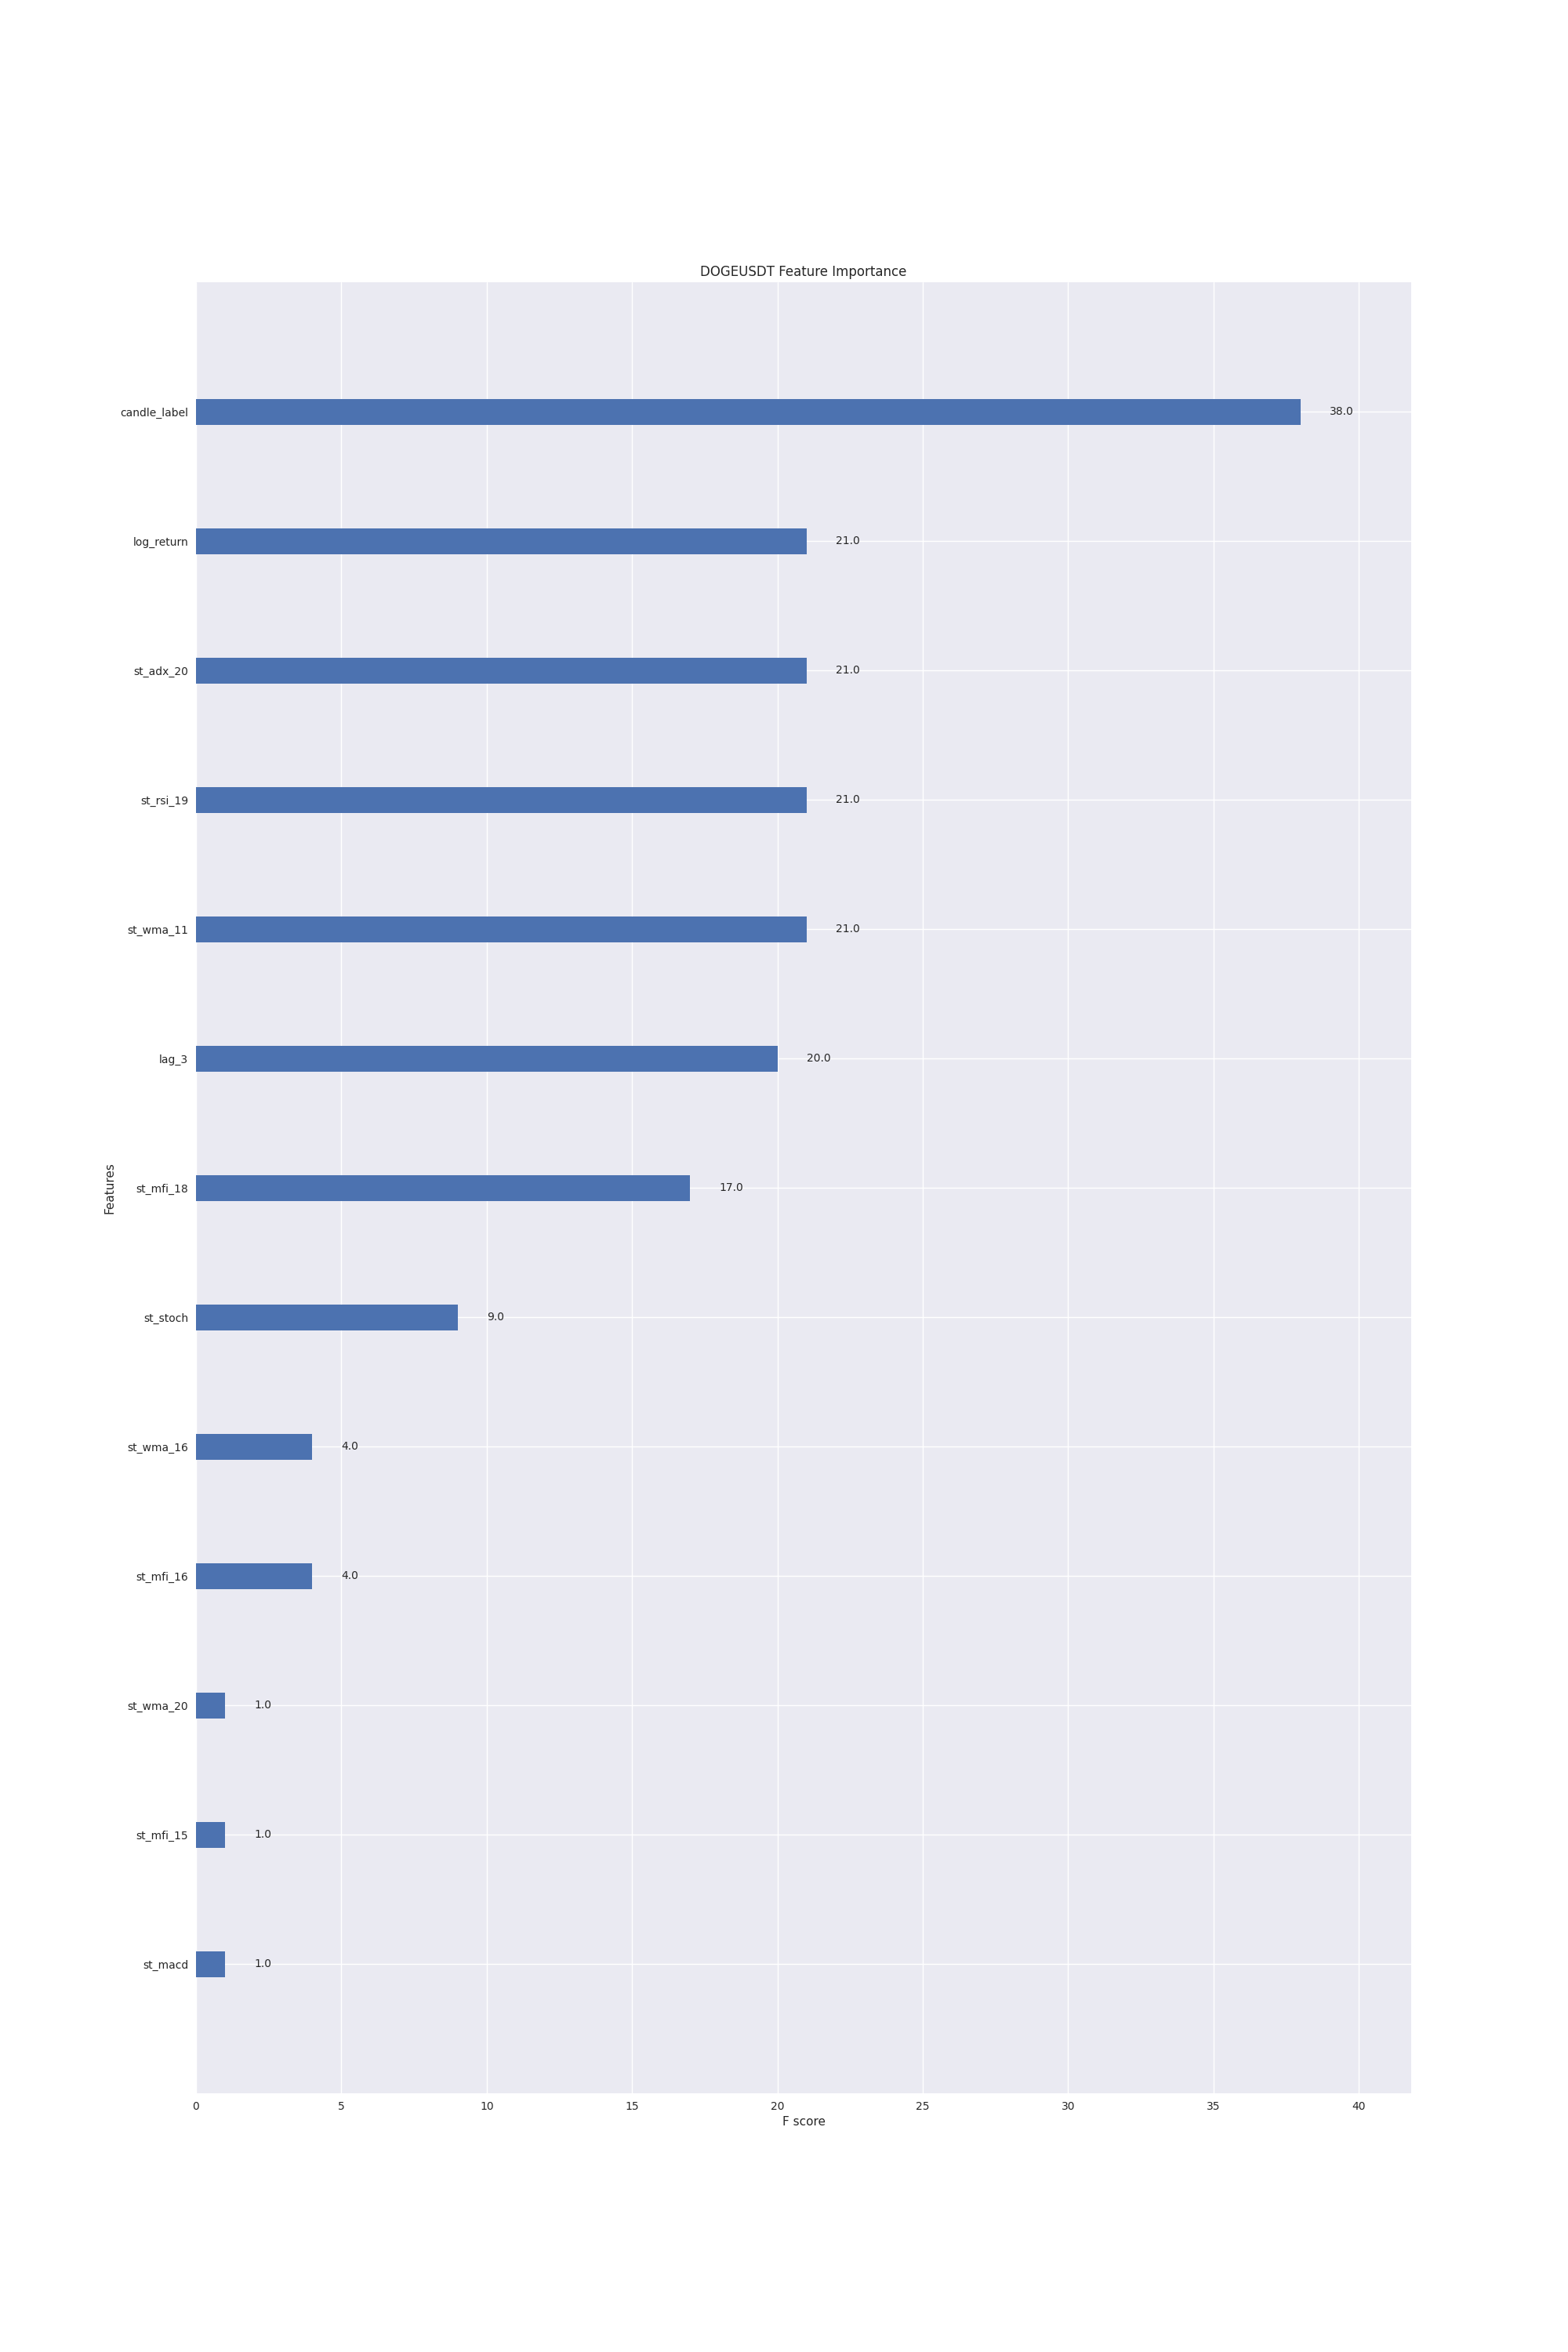 DOGEUSDT Feature Importance
candle_label 38.0
log_return 21.0
st_adx_20 21.0
st_rsi_19 21.0
st_wma_11 21.0
lag_3 20.0
Features
st_mfi_18 17.0
st_stoch 9.0
st_wma_16 4.0
st_mfi_16 4.0
st_wma_20 1.0
st_mfi_15 1.0
st_macd 1.0
0 5 10 15 20 25 30 35 40
F score